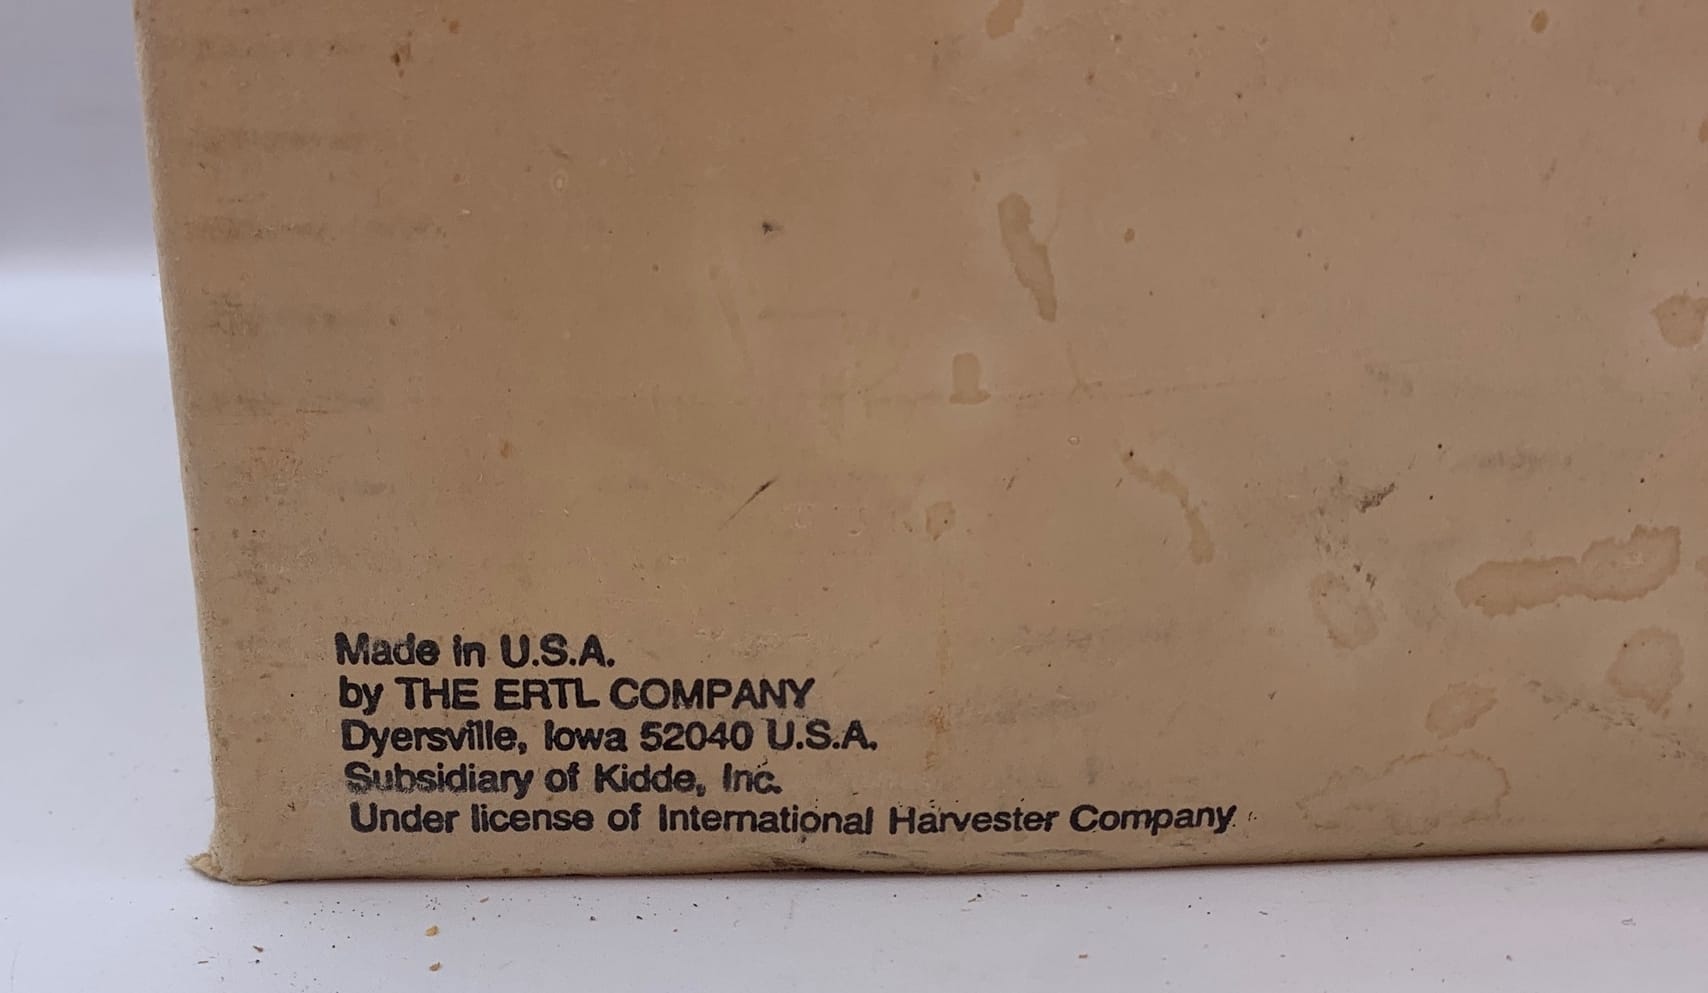 Made in U.S.A.
by THE ERTL COMPANY
Dyersville, Iowa 52040 U.S.A.
Subsidiary of Kidde, Inc.
Under license of International Harvester Company